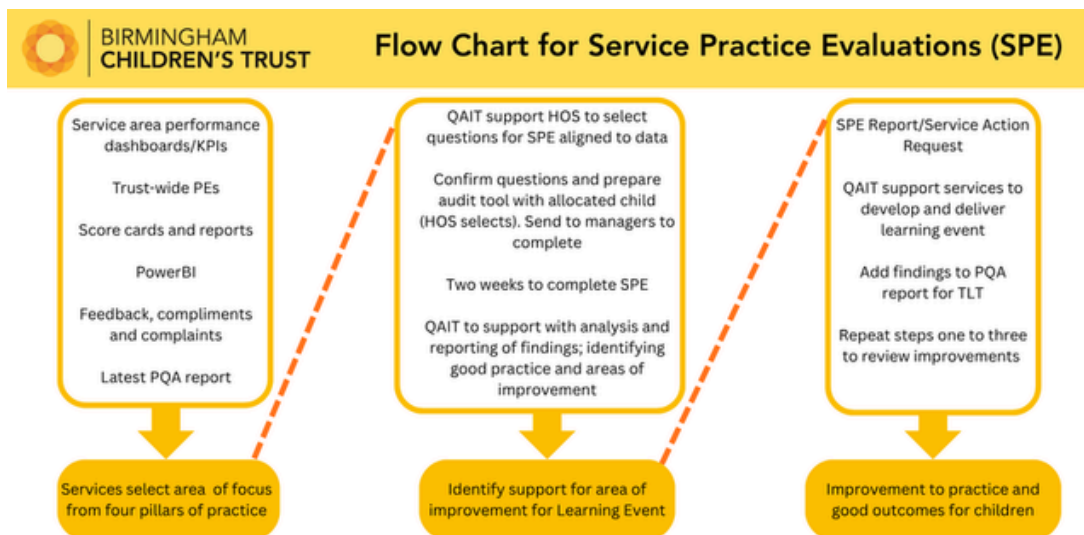 BIRMINGHAM
CHILDREN'S TRUST
Flow Chart for Service Practice Evaluations (SPE)
Service area performance
dashboards/KPIs
Trust-wide PEs
Score cards and reports
PowerBI
Feedback, compliments
and complaints
Latest PQA report
Services select area of focus
from four pillars of practice
QAIT support HOS to select
questions for SPE aligned to data
Confirm questions and prepare
audit tool with allocated child
(HOS selects). Send to managers to
complete
Two weeks to complete SPE
QAIT to support with analysis and
reporting of findings; identifying
good practice and areas of
improvement
Identify support for area of
improvement for Learning Event
SPE Report/Service Action
Request
QAIT support services to
develop and deliver
learning event
Add findings to PQA
report for TLT
Repeat steps one to three
to review improvements
Improvement to practice and
good outcomes for children